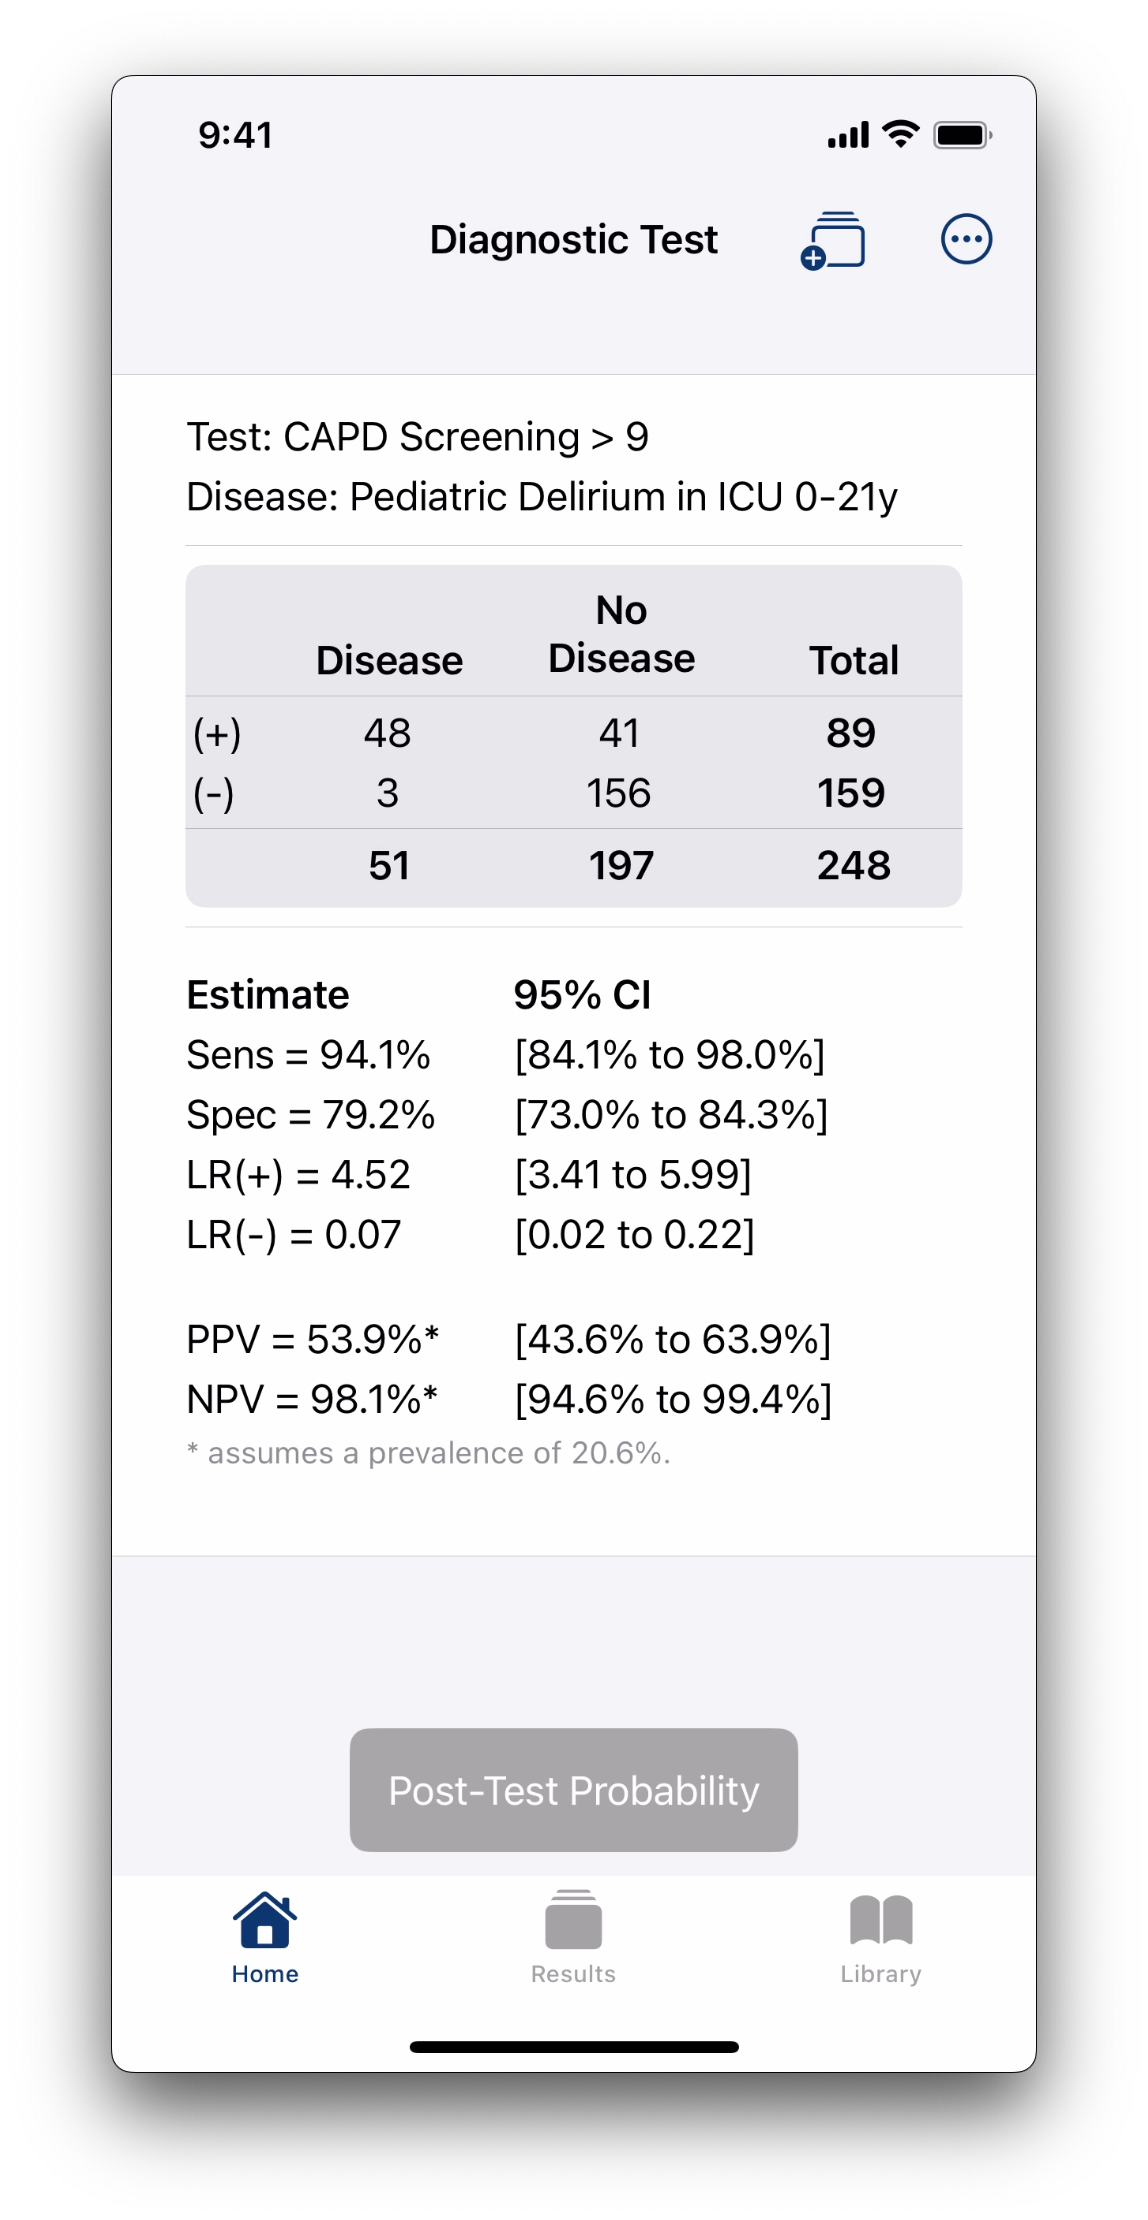 9:41
Diagnostic Test
Test: CAPD Screening > 9
Disease: Pediatric Delirium in ICU 0-21y
No
Disease Disease Total
(+) 48 41 89
(-) 3 156 159
51 197 248
Estimate 95% CI
Sens = 94.1% [84.1% to 98.0%]
Spec = 79.2% [73.0% to 84.3%]
LR(+) = 4.52 [3.41 to 5.99]
LR(-) = 0.07 [0.02 to 0.22]
PPV = 53.9%* [43.6% to 63.9%]
NPV = 98.1%* [94.6% to 99.4%]
* assumes a prevalence of 20.6%.
Post-Test Probability
Home Results Library